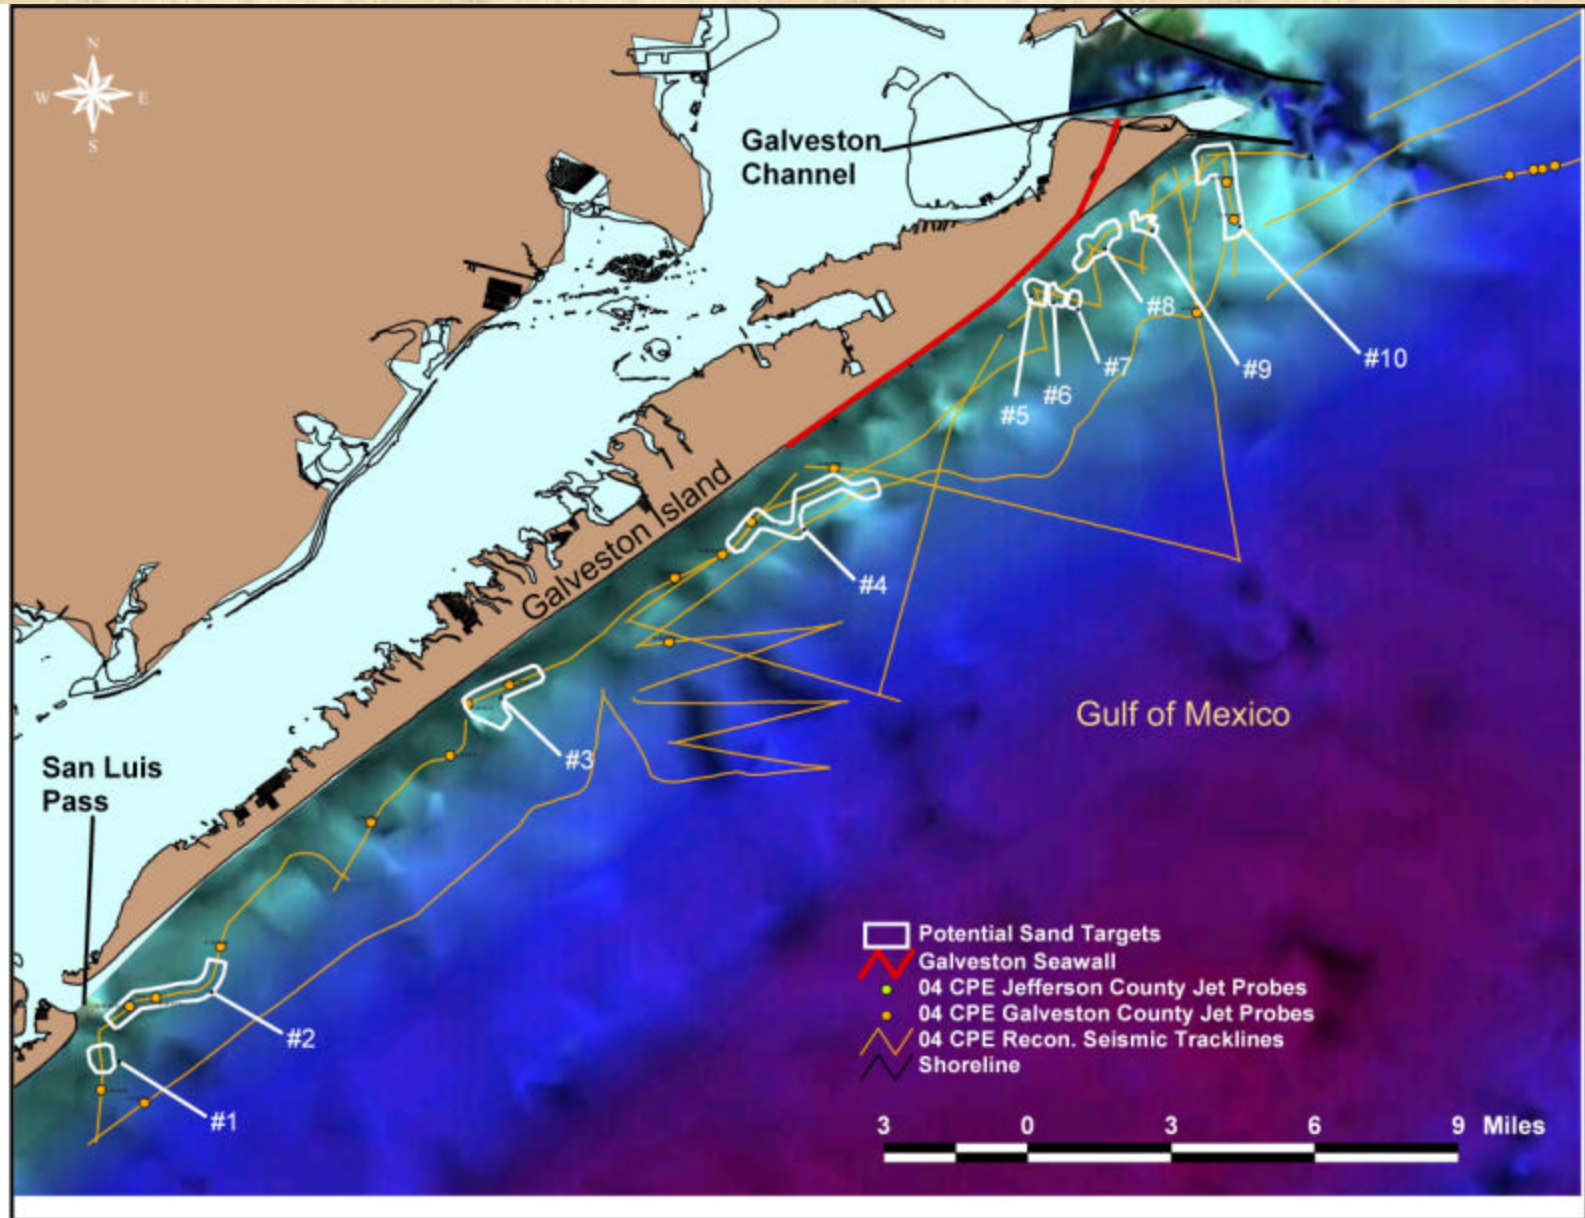 N
W E
S
Galveston
Channel
#8
#10
#9
#7
#6
#5
Galveston Island
#4
Gulf of Mexico
#3
San Luis
Pass
Potential Sand Targets
Galveston Seawall
04 CPE Jefferson County Jet Probes
04 CPE Galveston County Jet Probes
#2
04 CPE Recon. Seismic Tracklines
Shoreline
#1
3 0 3 6 9 Miles